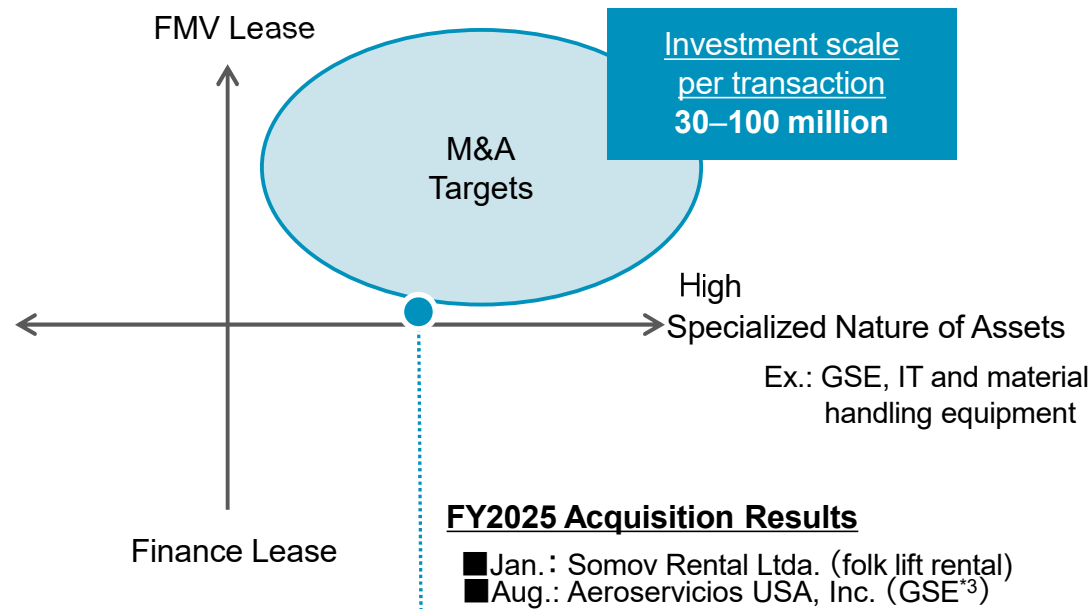 FMV Lease
Investment scale
per transaction
30–100 million
M&A
Targets
High
Specialized Nature of Assets
Ex.: GSE, IT and material
handling equipment
Finance Lease
FY2025 Acquisition Results
■Jan.: Somov Rental Ltda. (folk lift rental)
■Aug.: Aeroservicios USA, Inc. (GSE*3)